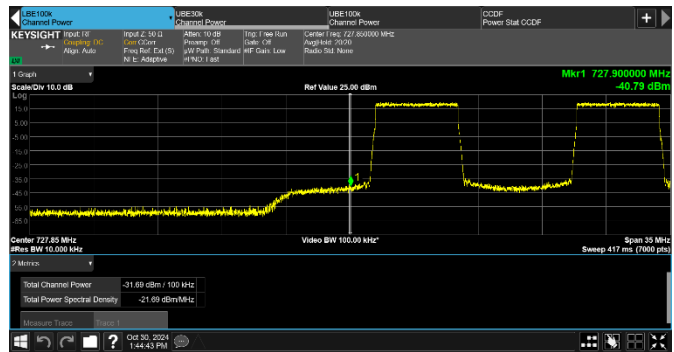 LBE100k
Channel Power
UBE30k
Channel Power
UBE100k
Channel Power
CCDF
Power Stat CCDF
KEYSIGHT
Input: RF
Coupling: DC
Align: Auto
Input Z: 50 Ω
Corr CCorr
Freq Ref: Ext (S)
NFE: Adaptive
Atten: 10 dB
Preamp: Off
µW Path: Standard
#PNO: Fast
Trig: Free Run
Gate: Off
#IF Gain: Low
Center Freq: 727.850000 MHz
Avg|Hold: 20/20
Radio Std: None
1 Graph
Mkr1 727.900000 MHz
Scale/Div 10.0 dB
Ref Value 25.00 dBm
-40.79 dBm
Log
15.0
5.00
-5.00
-15.0
-25.0
-35.0
-45.0
-55.0
-65.0
1
Center 727.85 MHz
Video BW 100.00 kHz*
Span 35 MHz
#Res BW 10.000 kHz
Sweep 417 ms (7000 pts)
2 Metrics
Total Channel Power
-31.69 dBm / 100 kHz
Total Power Spectral Density
-21.69 dBm/MHz
Measure Trace
Trace 1
?
Oct 30, 2024
1:44:43 PM